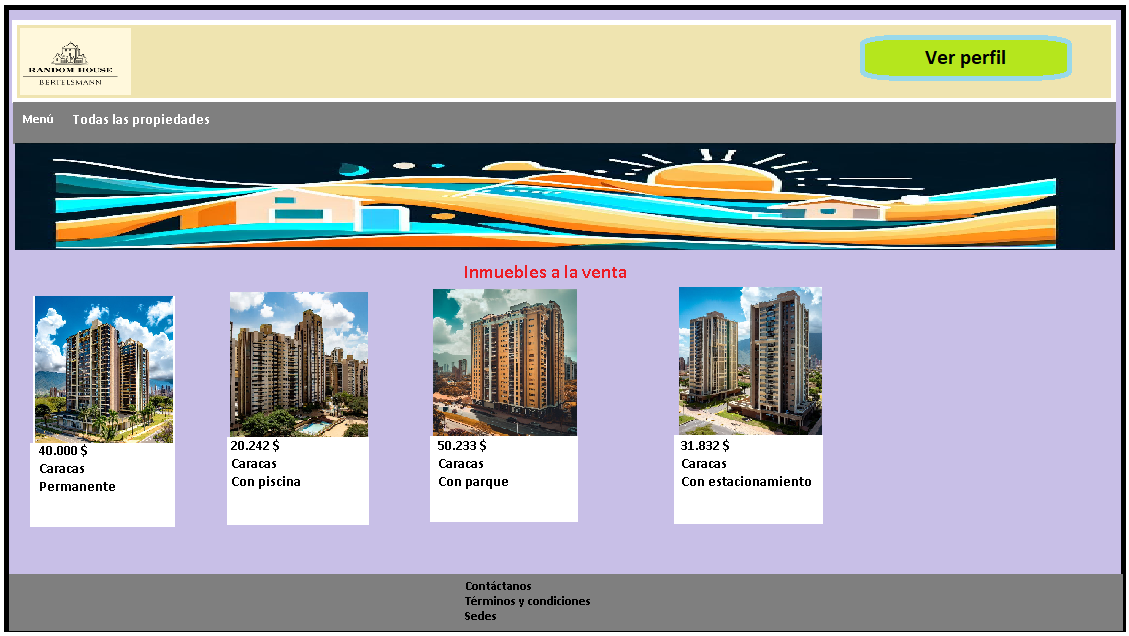 RANDOM HOUSE
BERTELSMANN
Ver perfil
Menú Todas las propiedades
Inmuebles a la venta
40.000 $
Caracas
Permanente
20.242 $
Caracas
Con piscina
50.233 $
Caracas
Con parque
31.832 $
Caracas
Con estacionamiento
Contáctanos
Términos y condiciones
Sedes